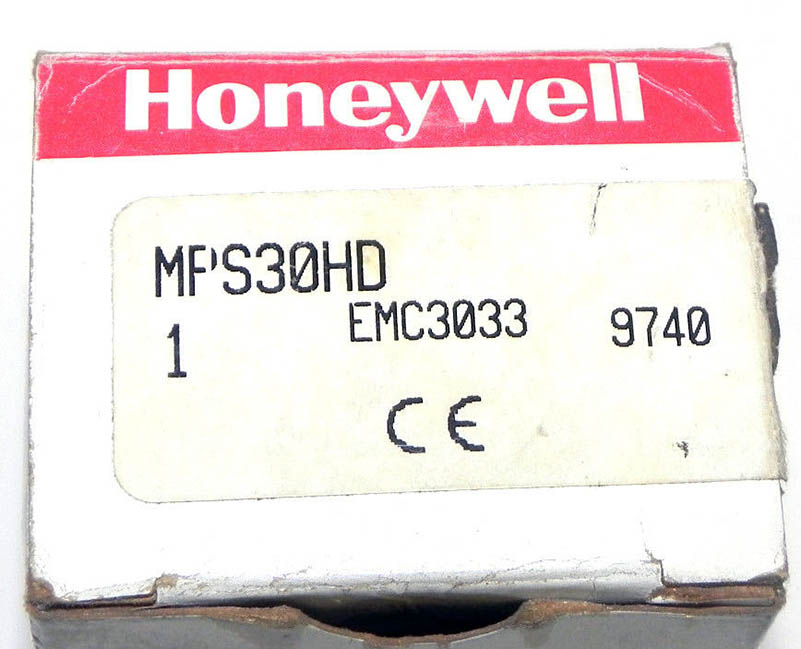 Honeywell
MPS30HD
1 EMC3033 9740
CE